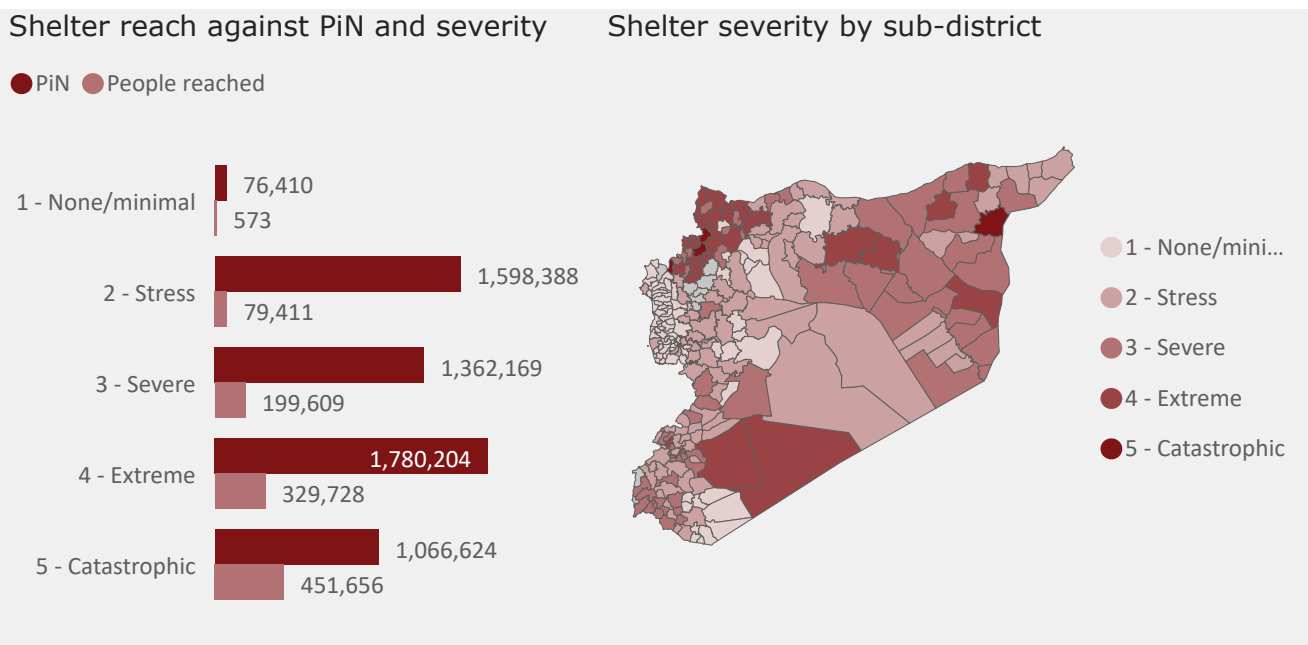 Shelter reach against PiN and severity
PiN People reached
1 - None/minimal
76,410
573
2 - Stress
1,598,388
79,411
3 - Severe
1,362,169
199,609
4 - Extreme
1,780,204
329,728
5 - Catastrophic
1,066,624
451,656
Shelter severity by sub-district
1 - None/mini...
2 - Stress
3 - Severe
4 - Extreme
5 - Catastrophic